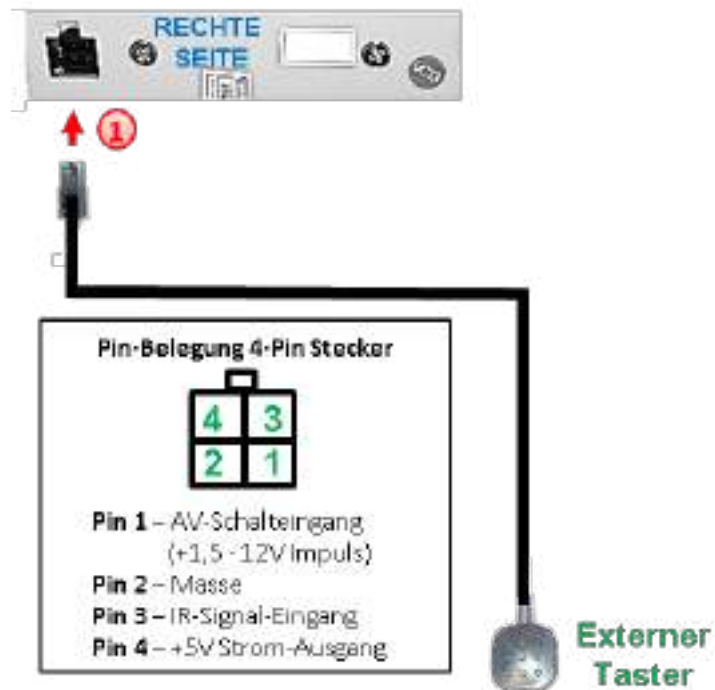 RECHTE
SEITE
1
Pin-Belegung 4-Pin Stecker
4 3
2 1
Pin 1 – AV-Schalteingang
(+1,5 - 12V Impuls)
Pin 2 – Masse
Pin 3 – IR-Signal-Eingang
Pin 4 – +5V Strom-Ausgang
Externer
Taster